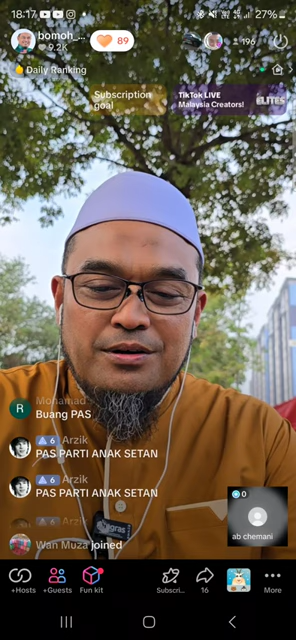 18:17
27%
bomoh_...
9.2K
89
196
Daily Ranking
Subscription
goal
TikTok LIVE
Malaysia Creators!
ELITES
Mohamad
R
Buang PAS
6 Arzik
PAS PARTI ANAK SETAN
6 Arzik
PAS PARTI ANAK SETAN
6 Arzik
Wan Muza joined
0
ab chemani
+Hosts
+Guests
Fun kit
Subscri...
16
More